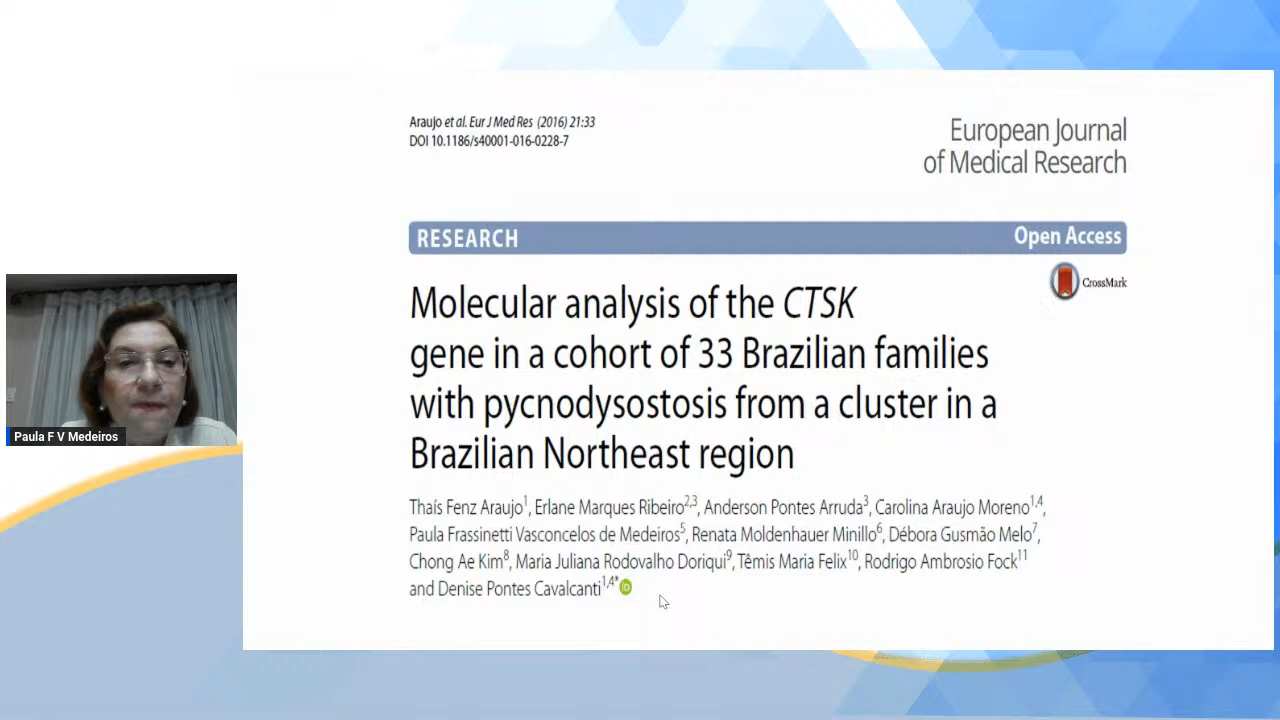 Araujo et al. Eur J Med Res (2016) 21:33
DOI 10.1186/s40001-016-0228-7
European Journal
of Medical Research
RESEARCH
Open Access
CrossMark
Molecular analysis of the CTSK
gene in a cohort of 33 Brazilian families
with pycnodysostosis from a cluster in a
Brazilian Northeast region
Thaís Fenz Araujo1, Erlane Marques Ribeiro2,3, Anderson Pontes Arruda3, Carolina Araujo Moreno1,4,
Paula Frassinetti Vasconcelos de Medeiros5, Renata Moldenhauer Minillo6, Débora Gusmão Melo7,
Chong Ae Kim8, Maria Juliana Rodovalho Doriqui9, Têmis Maria Felix10, Rodrigo Ambrosio Fock11
and Denise Pontes Cavalcanti1,4* iD
Paula F V Medeiros